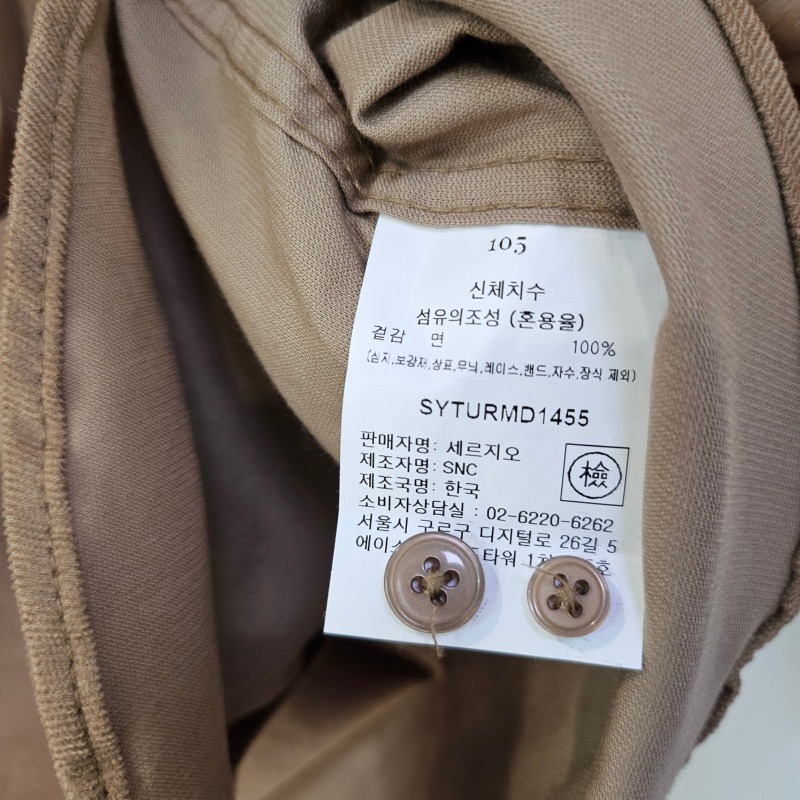 105
신체치수
섬유의조성 (혼용율)
겉감 면 100%
(심지,보강재,상표,무늬,레이스,밴드,자수,장식 제외)
SYTURMD1455
판매자명: 세르지오
제조자명: SNC
檢
제조국명: 한국
소비자상담실 : 02-6220-6262
서울시 구로구 디지털로 26길 5